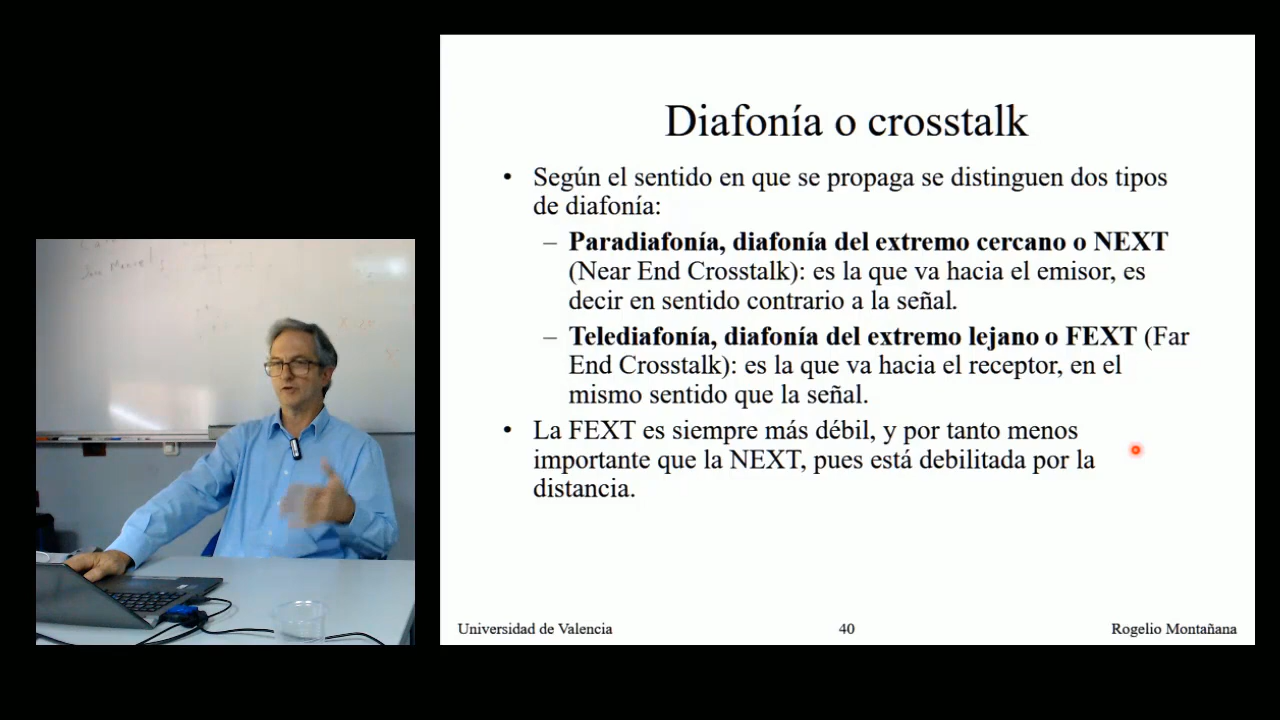 Diafonía o crosstalk
• Según el sentido en que se propaga se distinguen dos tipos
de diafonía:
– Paradiafonía, diafonía del extremo cercano o NEXT
(Near End Crosstalk): es la que va hacia el emisor, es
decir en sentido contrario a la señal.
– Telediafonía, diafonía del extremo lejano o FEXT (Far
End Crosstalk): es la que va hacia el receptor, en el
mismo sentido que la señal.
• La FEXT es siempre más débil, y por tanto menos
importante que la NEXT, pues está debilitada por la
distancia.
Universidad de Valencia
40
Rogelio Montañana